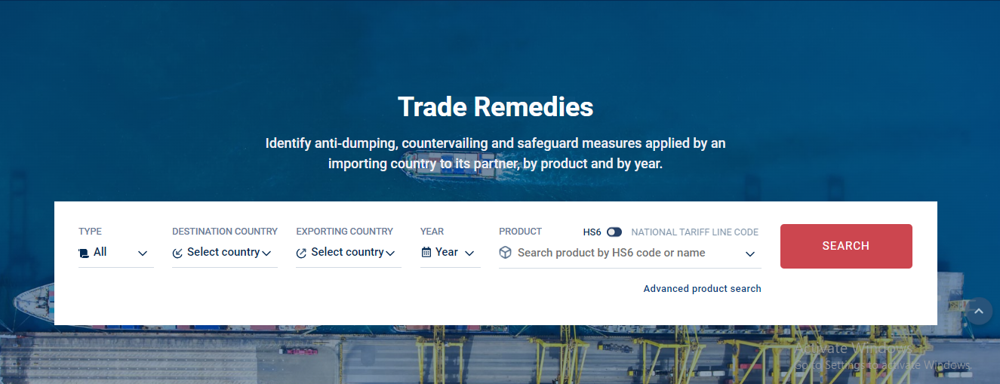 Trade Remedies
Identify anti-dumping, countervailing and safeguard measures applied by an
importing country to its partner, by product and by year.
TYPE
All
DESTINATION COUNTRY
Select country
EXPORTING COUNTRY
Select country
YEAR
Year
PRODUCT
HS6
NATIONAL TARIFF LINE CODE
Search product by HS6 code or name
Advanced product search
SEARCH
Activate Windows
Go to Settings to activate Windows.